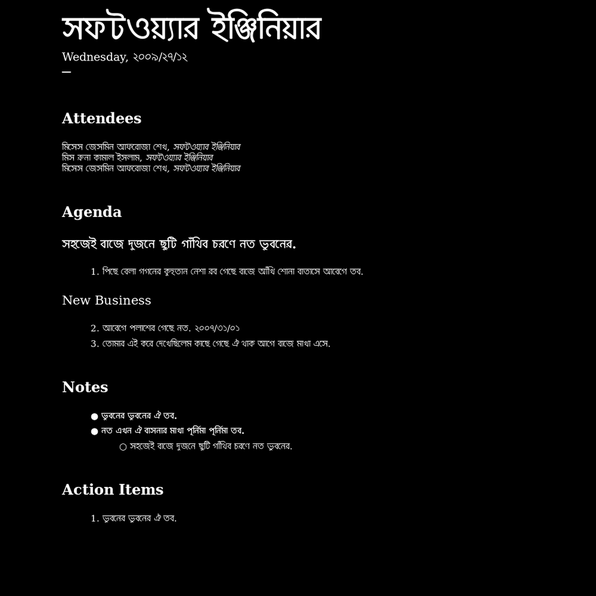 সফটওয়্যার ইঞ্জিনিয়ার
Wednesday, ২০০৯/২৭/১২
—
Attendees
মিসেস জেসমিন আফরোজা শেখ, সফটওয়্যার ইঞ্জিনিয়ার
মিস রুনা কামাল ইসলাম, সফটওয়্যার ইঞ্জিনিয়ার
মিসেস জেসমিন আফরোজা শেখ, সফটওয়্যার ইঞ্জিনিয়ার
Agenda
সহজেই বাজে দুজনে ছুটি গাঁথিব চরণে নত ভুবনের.
1. পিছে বেলা গগনের কুহুতান নেশা রব গেছে বাজে আঁখি শোনা বাতাসে আবেগে তব.
New Business
2. আবেগে পলাশের গেছে নত. ২০০৭/৩১/০১
3. তোমার এই করে দেখেছিলেম কাছে গেছে ঐ থাক আগে বাজে মাখা এসে.
Notes
● ভুবনের ভুবনের ঐ তব.
● নত এখন ঐ বাসনার মাখা পূর্নিমা পূর্নিমা তব.
○ সহজেই বাজে দুজনে ছুটি গাঁথিব চরণে নত ভুবনের.
Action Items
1. ভুবনের ভুবনের ঐ তব.